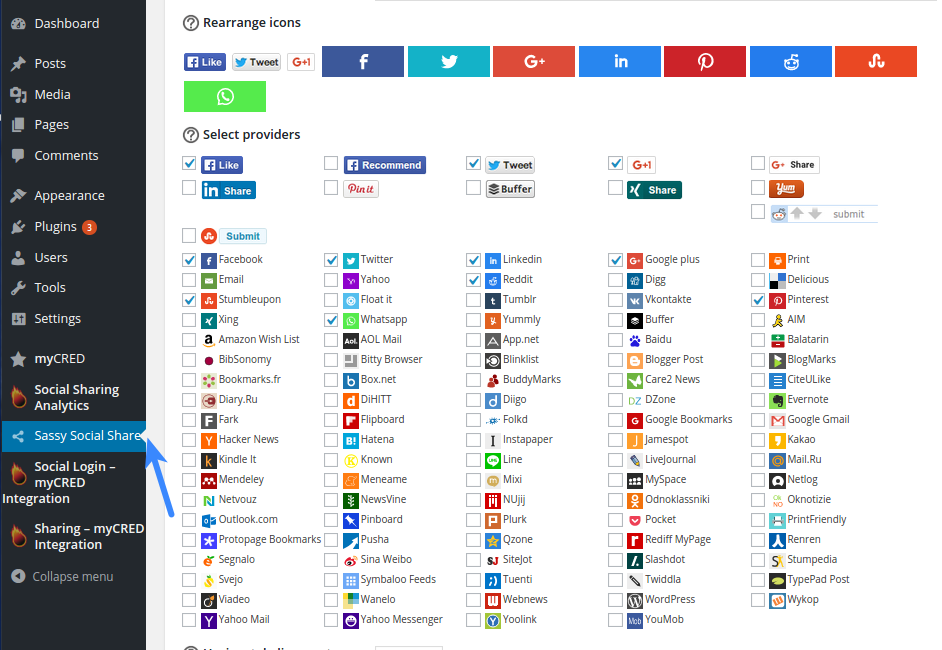 Dashboard
Posts
Media
Pages
Comments
Appearance
Plugins 3
Users
Tools
Settings
myCRED
Social Sharing
Analytics
Sassy Social Share
Social Login –
myCRED
Integration
Sharing – myCRED
Integration
Collapse menu
Rearrange icons
Like Tweet G+1 f G+ in
Select providers
Like Recommend Tweet G+1 G+ Share
in Share Pin it Buffer Share Yum
submit
Submit
Facebook Twitter Linkedin Google plus Print
Email Yahoo Reddit Digg Delicious
Stumbleupon Float it Tumblr Vkontakte Pinterest
Xing Whatsapp Yummly Buffer AIM
Amazon Wish List AOL Mail App.net Baidu Balatarin
BibSonomy Bitty Browser Blinklist Blogger Post BlogMarks
Bookmarks.fr Box.net BuddyMarks Care2 News CiteULike
Diary.Ru DiHITT Diigo DZone Evernote
Fark Flipboard Folkd Google Bookmarks Google Gmail
Hacker News Hatena Instapaper Jamespot Kakao
Kindle It Known Line LiveJournal Mail.Ru
Mendeley Meneame Mixi MySpace Netlog
Netvouz NewsVine NUjij Odnoklassniki Oknotizie
Outlook.com Pinboard Plurk Pocket PrintFriendly
Protopage Bookmarks Pusha Qzone Rediff MyPage Renren
Segnalo Sina Weibo SiteJot Slashdot Stumpedia
Svejo Symbaloo Feeds Tuenti Twiddla TypePad Post
Viadeo Wanelo Webnews WordPress Wykop
Yahoo Mail Yahoo Messenger Yoolink YouMob